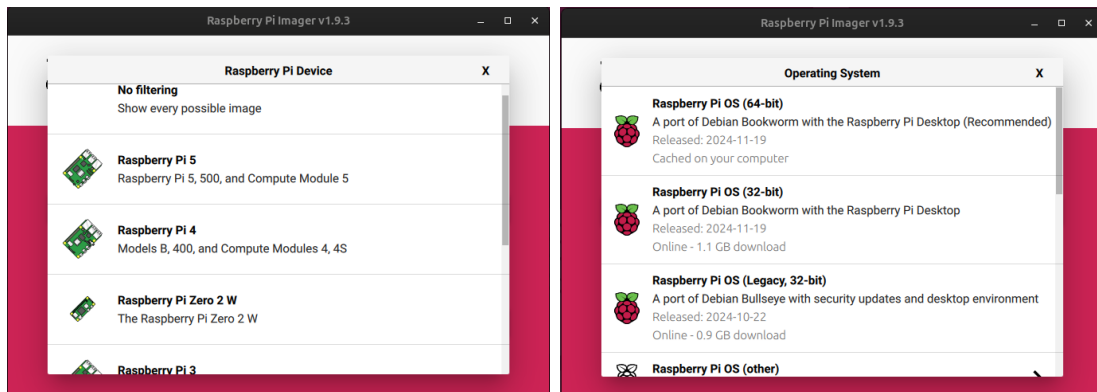 Raspberry Pi Imager v1.9.3
Raspberry Pi Device
X
No filtering
Show every possible image
Raspberry Pi 5
Raspberry Pi 5, 500, and Compute Module 5
Raspberry Pi 4
Models B, 400, and Compute Modules 4, 4S
Raspberry Pi Zero 2 W
The Raspberry Pi Zero 2 W
Raspberry Pi 3
Raspberry Pi Imager v1.9.3
Operating System
X
Raspberry Pi OS (64-bit)
A port of Debian Bookworm with the Raspberry Pi Desktop (Recommended)
Released: 2024-11-19
Cached on your computer
Raspberry Pi OS (32-bit)
A port of Debian Bookworm with the Raspberry Pi Desktop
Released: 2024-11-19
Online - 1.1 GB download
Raspberry Pi OS (Legacy, 32-bit)
A port of Debian Bullseye with security updates and desktop environment
Released: 2024-10-22
Online - 0.9 GB download
Raspberry Pi OS (other)